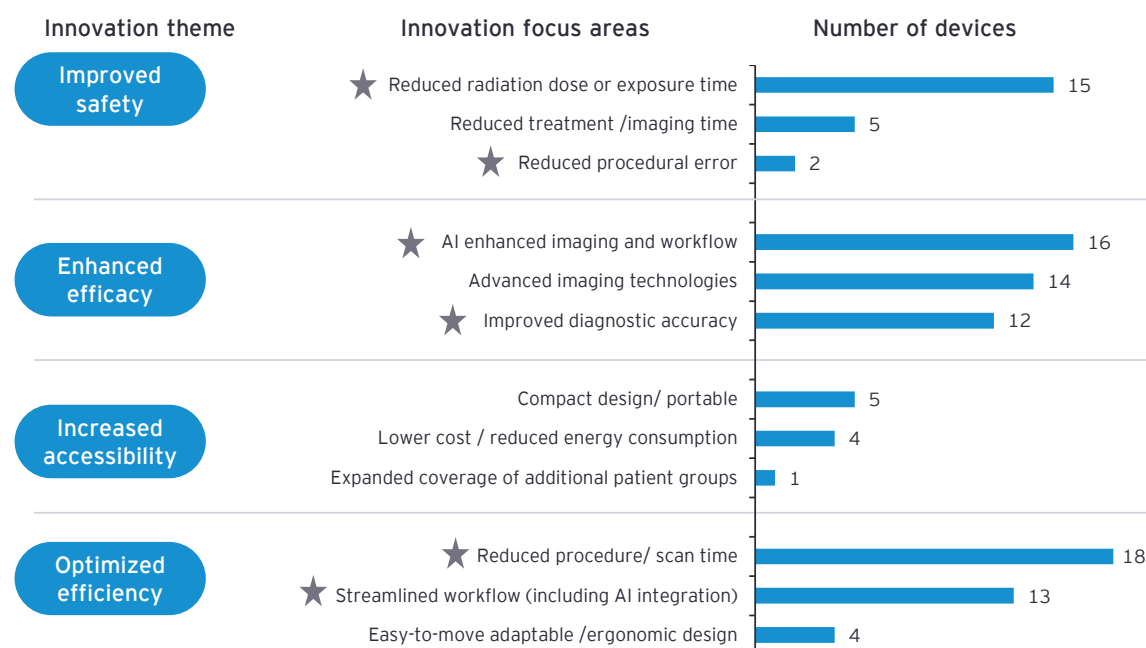 Innovation theme
Innovation focus areas
Number of devices
Improved
safety
Reduced radiation dose or exposure time
15
Reduced treatment /imaging time
5
Reduced procedural error
2
Enhanced
efficacy
AI enhanced imaging and workflow
16
Advanced imaging technologies
14
Improved diagnostic accuracy
12
Increased
accessibility
Compact design/ portable
5
Lower cost / reduced energy consumption
4
Expanded coverage of additional patient groups
1
Optimized
efficiency
Reduced procedure/ scan time
18
Streamlined workflow (including AI integration)
13
Easy-to-move adaptable /ergonomic design
4